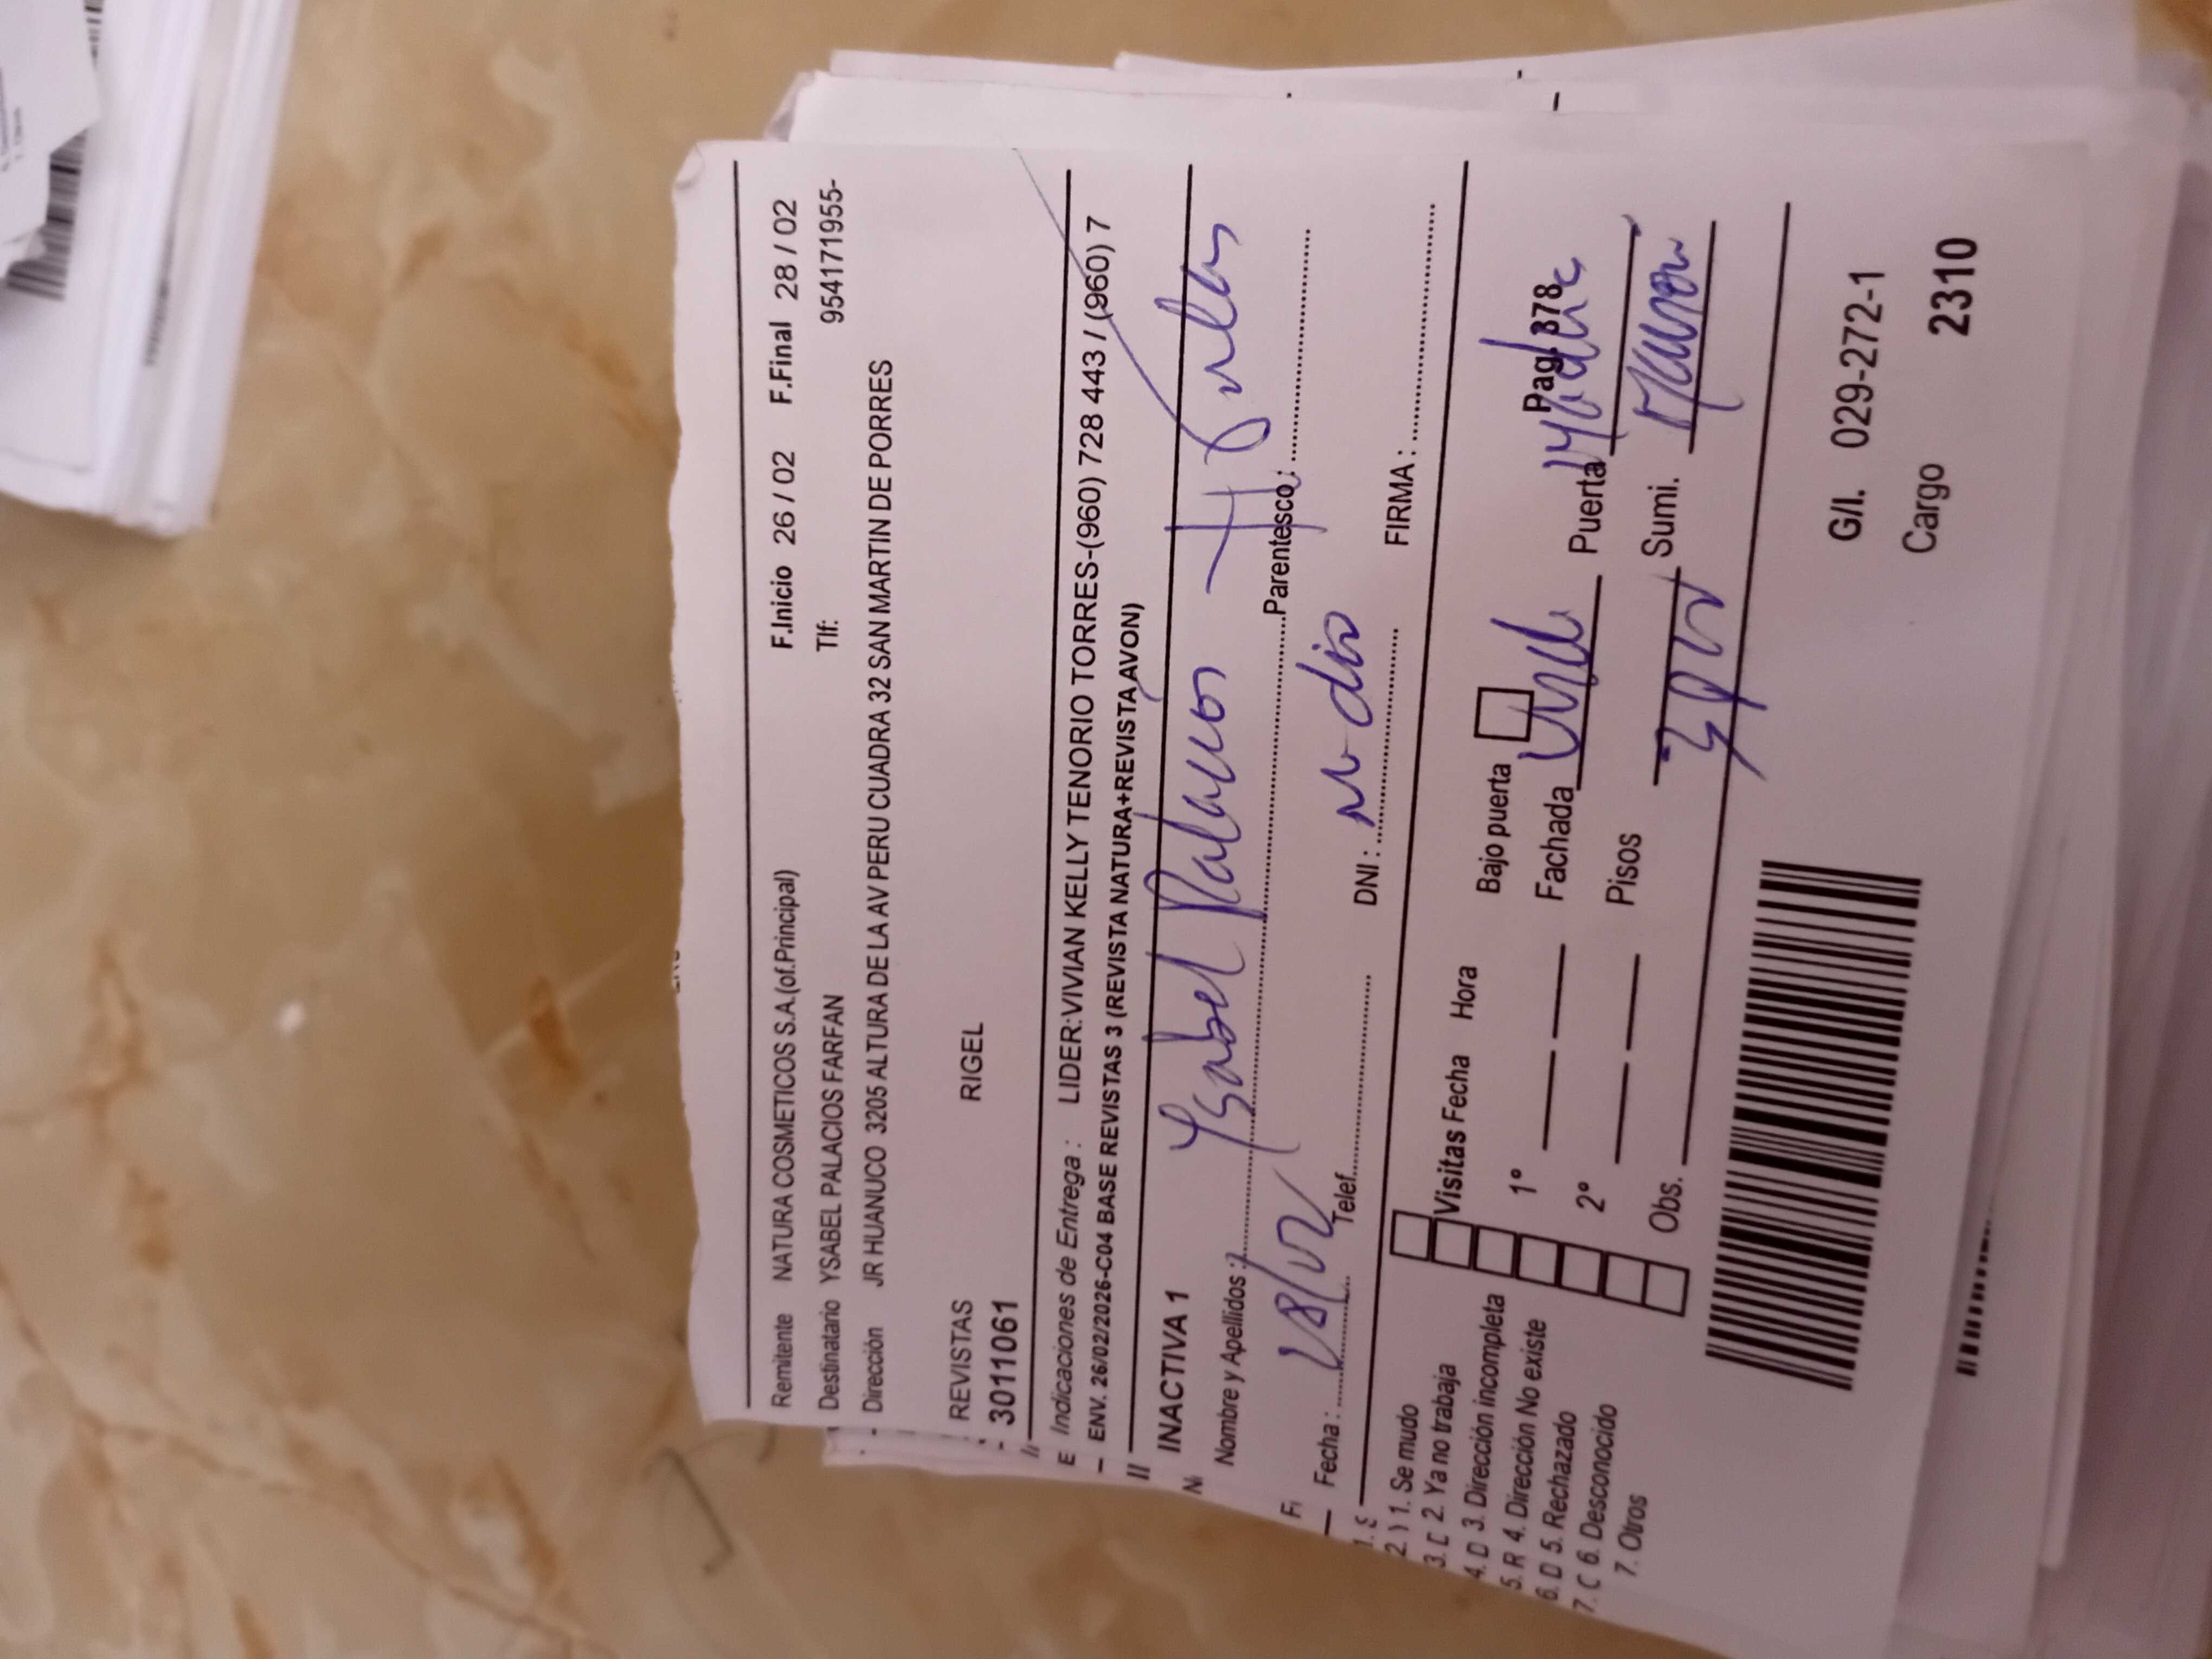 Remitente NATURA COSMETICOS S.A.(of.Principal) F.Inicio 26 / 02 F.Final 28 / 02
Destinatario YSABEL PALACIOS FARFAN Tlf: 954171955-
Dirección JR HUANUCO 3205 ALTURA DE LA AV PERU CUADRA 32 SAN MARTIN DE PORRES
REVISTAS RIGEL
3011061
Indicaciones de Entrega : LIDER:VIVIAN KELLY TENORIO TORRES-(960) 728 443 / (960) 7
ENV. 26/02/2026-C04 BASE REVISTAS 3 (REVISTA NATURA+REVISTA AVON)
INACTIVA 1
Nombre y Apellidos : Ysabel Palacios
Parentesco :
Fecha : 28/02 Telef. DNI : FIRMA :
1. Se mudo
2. Ya no trabaja
3. Dirección incompleta
4. Dirección No existe
5. Rechazado
6. Desconocido
7. Otros
Visitas Fecha Hora Bajo puerta Pag. 378
1° Fachada Puerta
2° Pisos Sumi.
Obs.
G/I. 029-272-1
Cargo 2310